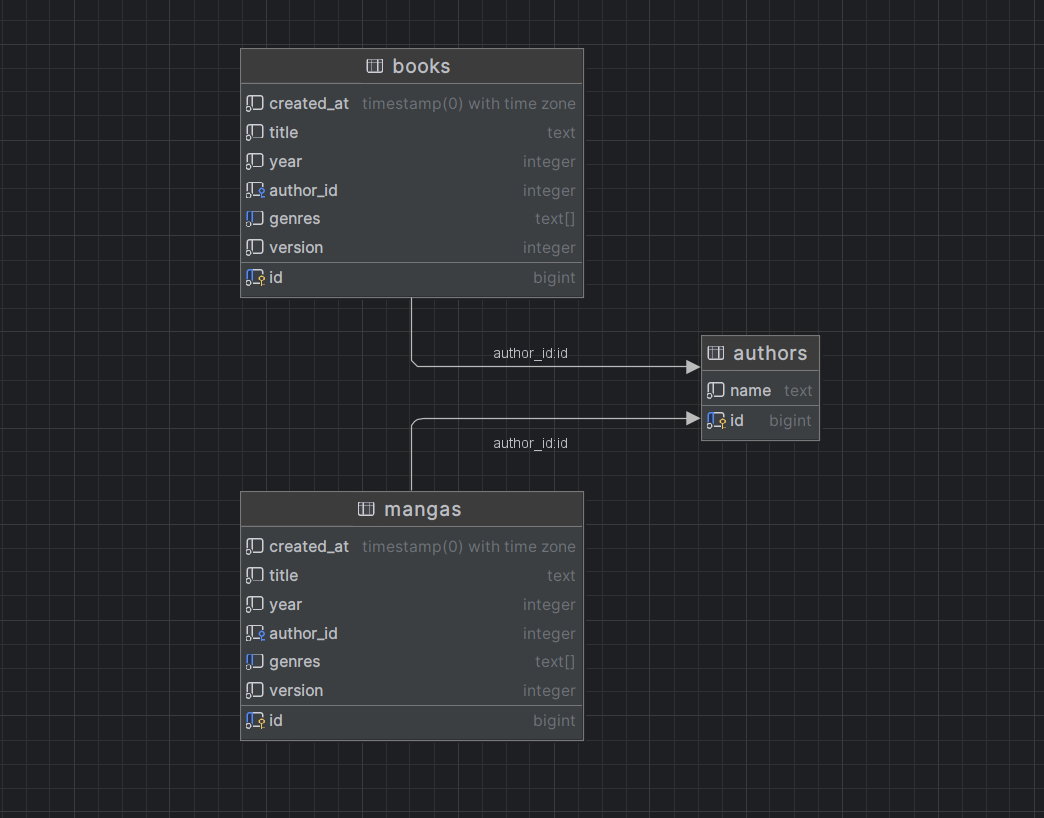 books
created_at timestamp(0) with time zone
title text
year integer
author_id integer
genres text[]
version integer
id bigint
author_id:id
authors
name text
id bigint
author_id:id
mangas
created_at timestamp(0) with time zone
title text
year integer
author_id integer
genres text[]
version integer
id bigint